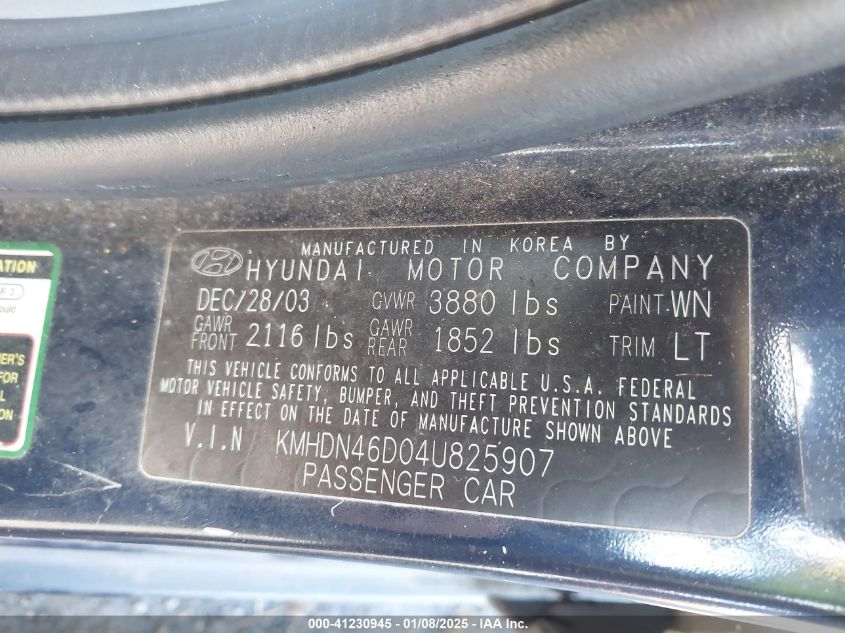 MANUFACTURED IN KOREA BY
HYUNDAI MOTOR COMPANY
DEC/28/03 GVWR 3880 lbs PAINT WN
GAWR FRONT 2116 lbs GAWR REAR 1852 lbs TRIM LT
THIS VEHICLE CONFORMS TO ALL APPLICABLE U.S.A. FEDERAL
MOTOR VEHICLE SAFETY, BUMPER, AND THEFT PREVENTION STANDARDS
IN EFFECT ON THE DATE OF MANUFACTURE SHOWN ABOVE
V.I.N KMHDN46D04U825907
PASSENGER CAR
FOR
000-41230945 - 01/08/2025 - IAA Inc.